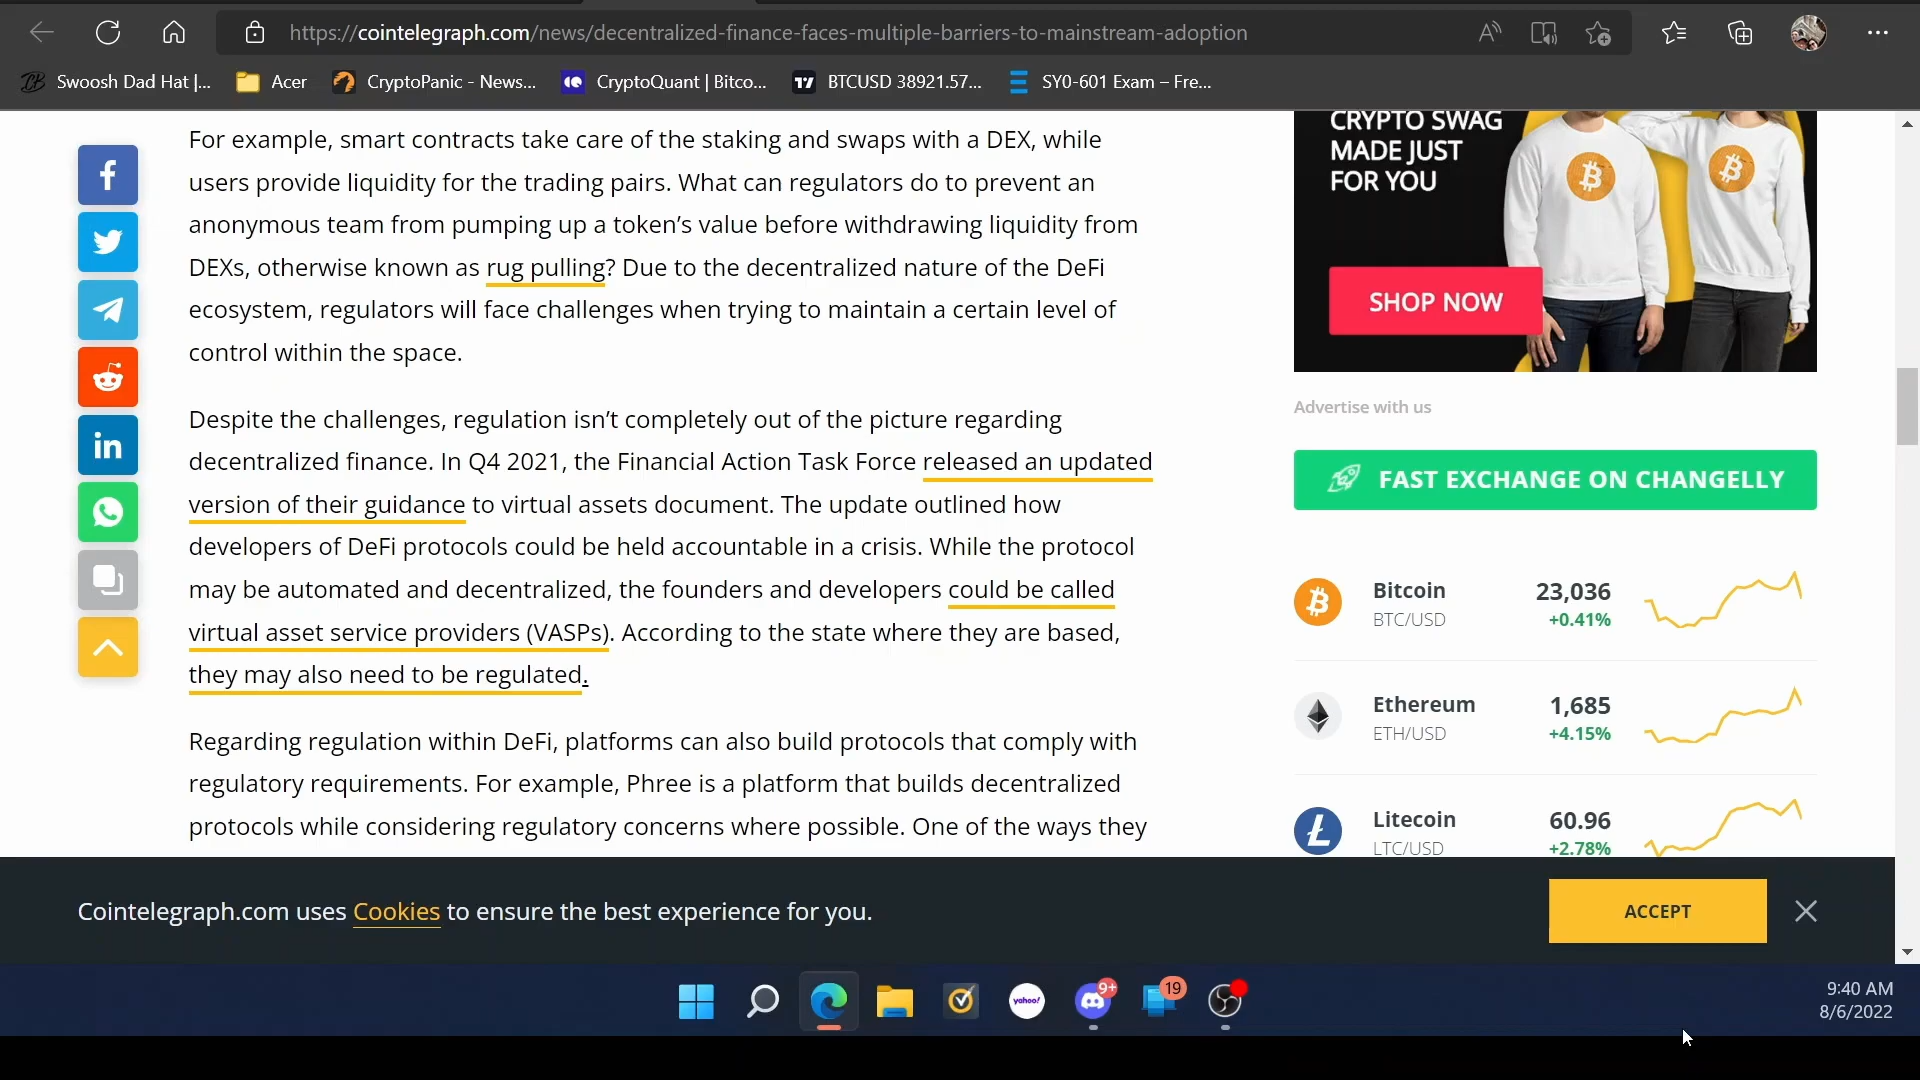 https://cointelegraph.com/news/decentralized-finance-faces-multiple-barriers-to-mainstream-adoption
Swoosh Dad Hat |...
Acer
CryptoPanic - News...
CryptoQuant | Bitco...
BTCUSD 38921.57...
SY0-601 Exam – Fre...
For example, smart contracts take care of the staking and swaps with a DEX, while
users provide liquidity for the trading pairs. What can regulators do to prevent an
anonymous team from pumping up a token’s value before withdrawing liquidity from
DEXs, otherwise known as rug pulling? Due to the decentralized nature of the DeFi
ecosystem, regulators will face challenges when trying to maintain a certain level of
control within the space.
Despite the challenges, regulation isn’t completely out of the picture regarding
decentralized finance. In Q4 2021, the Financial Action Task Force released an updated
version of their guidance to virtual assets document. The update outlined how
developers of DeFi protocols could be held accountable in a crisis. While the protocol
may be automated and decentralized, the founders and developers could be called
virtual asset service providers (VASPs). According to the state where they are based,
they may also need to be regulated.
Regarding regulation within DeFi, platforms can also build protocols that comply with
regulatory requirements. For example, Phree is a platform that builds decentralized
protocols while considering regulatory concerns where possible. One of the ways they
CRYPTO SWAG
MADE JUST
FOR YOU
SHOP NOW
Advertise with us
FAST EXCHANGE ON CHANGELLY
Bitcoin 23,036
BTC/USD +0.41%
Ethereum 1,685
ETH/USD +4.15%
Litecoin 60.96
LTC/USD +2.78%
Cointelegraph.com uses Cookies to ensure the best experience for you.
ACCEPT
yahoo!
9+
19
9:40 AM
8/6/2022